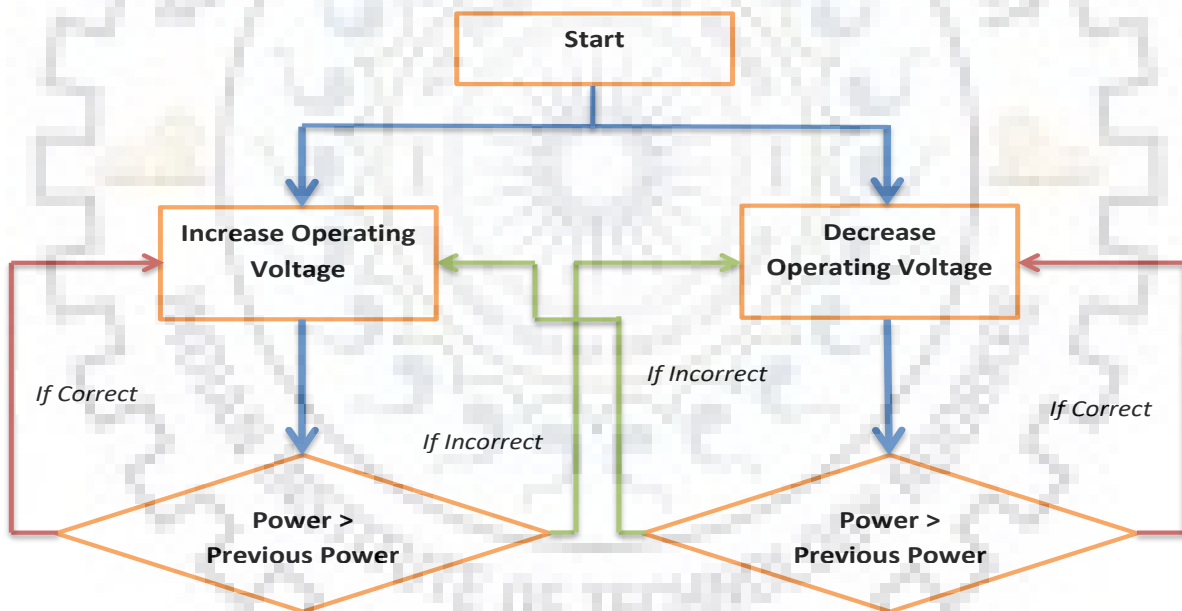 Start
Increase Operating
Voltage
Decrease
Operating Voltage
If Correct
If Incorrect
If Incorrect
If Correct
Power >
Previous Power
Power >
Previous Power